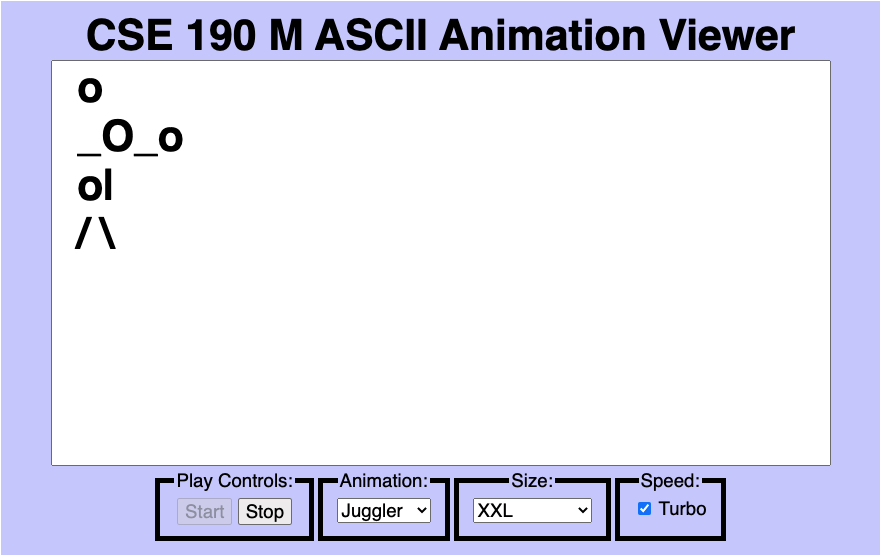 CSE 190 M ASCII Animation Viewer
o
_O_o
ol
/ \
Play Controls: Animation: Size: Speed:
Start Stop Juggler XXL Turbo